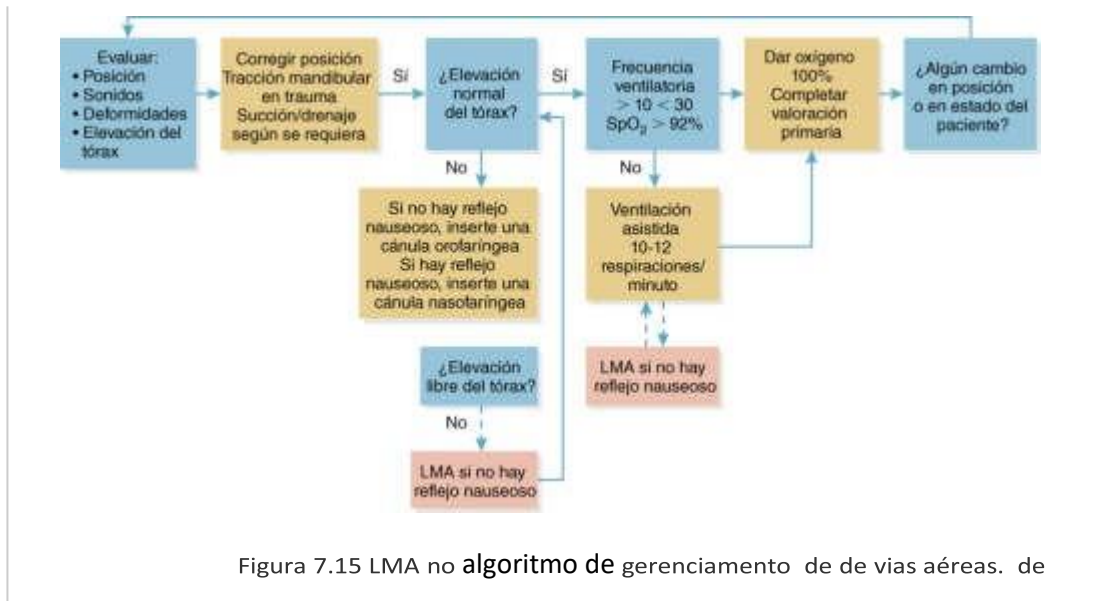 Evaluar:
• Posición
• Sonidos
• Deformidades
• Elevación del
tórax
Corregir posición
Tracción mandibular
en trauma
Succión/drenaje
según se requiera
Sí
¿Elevación
normal
del tórax?
Sí
Frecuencia
ventilatoria
> 10 < 30
SpO₂ > 92%
Dar oxígeno
100%
Completar
valoración
primaria
¿Algún cambio
en posición
o en estado del
paciente?
No
Si no hay reflejo
nauseoso, inserte una
cánula orofaríngea
Si hay reflejo
nauseoso, inserte una
cánula nasofaríngea
No
Ventilación
asistida
10-12
respiraciones/
minuto
¿Elevación
libre del tórax?
LMA si no hay
reflejo nauseoso
No
LMA si no hay
reflejo nauseoso
Figura 7.15 LMA no algoritmo de gerenciamento de de vias aéreas. de